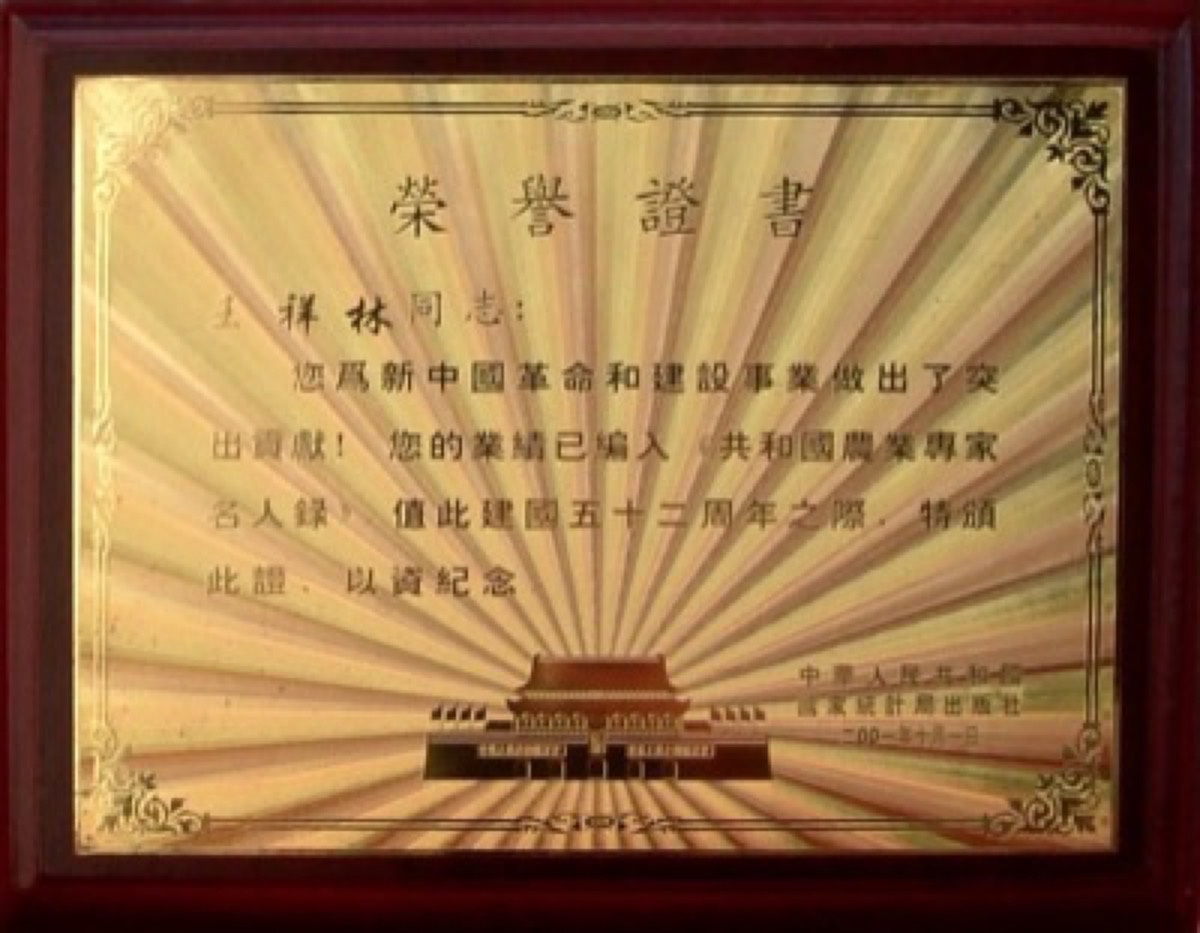 榮譽證書
王祥林同志：
您爲新中國革命和建設事業做出了突
出貢獻！您的業績已編入《共和國農業專家
名人錄》，值此建國五十二周年之際，特頒
此證，以資紀念
中華人民共和國
國家統計局出版社
二00一年十月一日